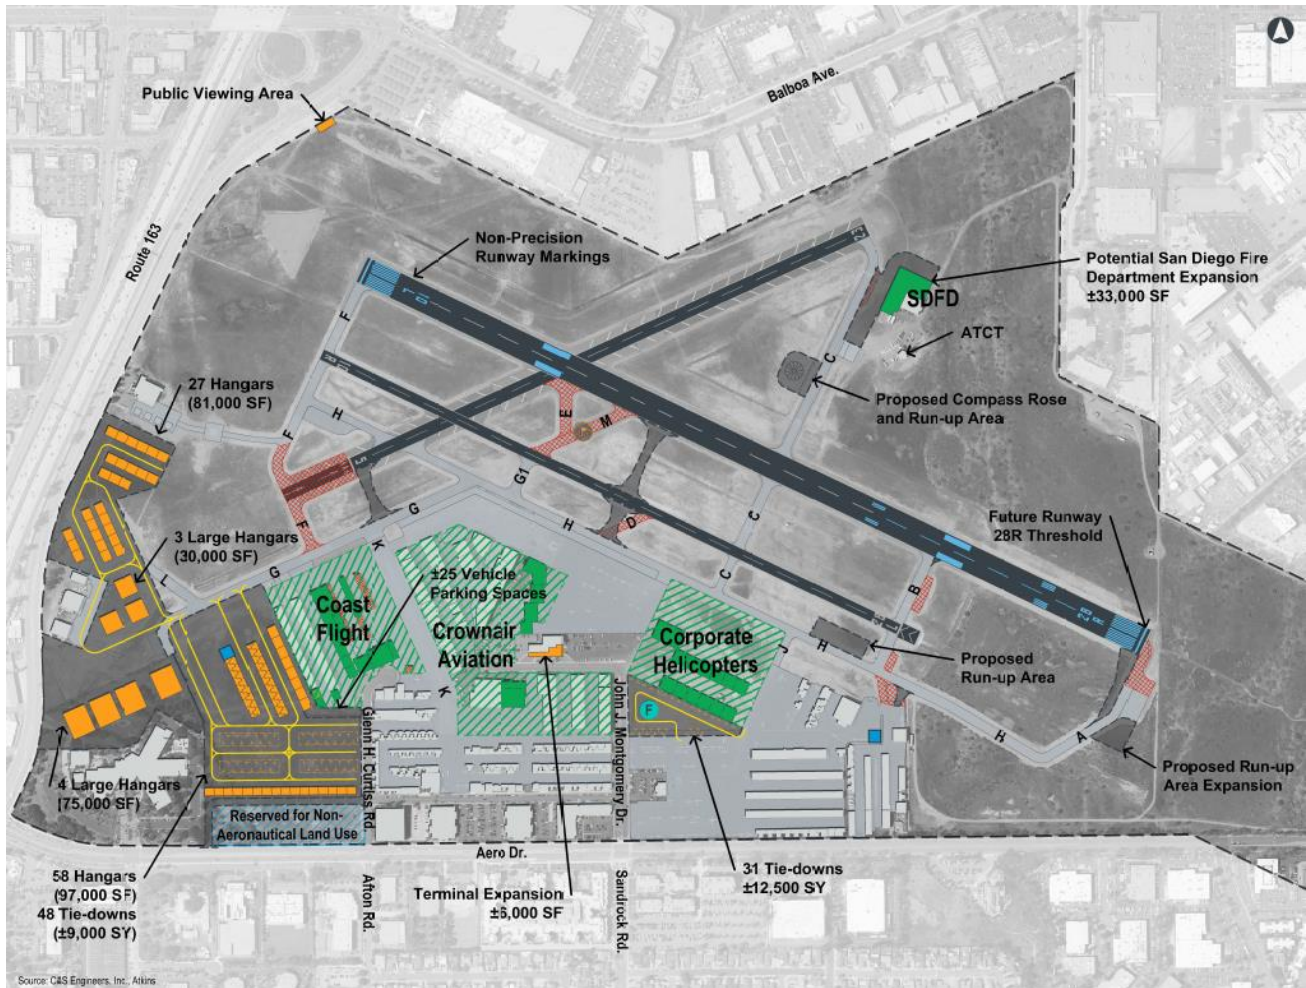 Balboa Ave.
Public Viewing Area
Route 163
Non-Precision
Runway Markings
23
Potential San Diego Fire
Department Expansion
±33,000 SF
SDFD
ATCT
F
C
Proposed Compass Rose
and Run-up Area
27 Hangars
(81,000 SF)
H
E
M
F
5
G1
G
D
H
C
F
K
Future Runway
28R Threshold
3 Large Hangars
(30,000 SF)
G
L
C
B
±25 Vehicle
Parking Spaces
Coast
Flight
Crownair
Aviation
Corporate
Helicopters
28R
J
H
Proposed
Run-up Area
K
F
Glenn H. Curtiss Rd.
John J. Montgomery Dr.
H
A
Proposed Run-up
Area Expansion
4 Large Hangars
(75,000 SF)
Reserved for Non-
Aeronautical Land Use
Aero Dr.
58 Hangars
(97,000 SF)
48 Tie-downs
(±9,000 SY)
Afton Rd.
Terminal Expansion
±6,000 SF
Sandrock Rd.
31 Tie-downs
±12,500 SY
Source: C&S Engineers, Inc., Atkins